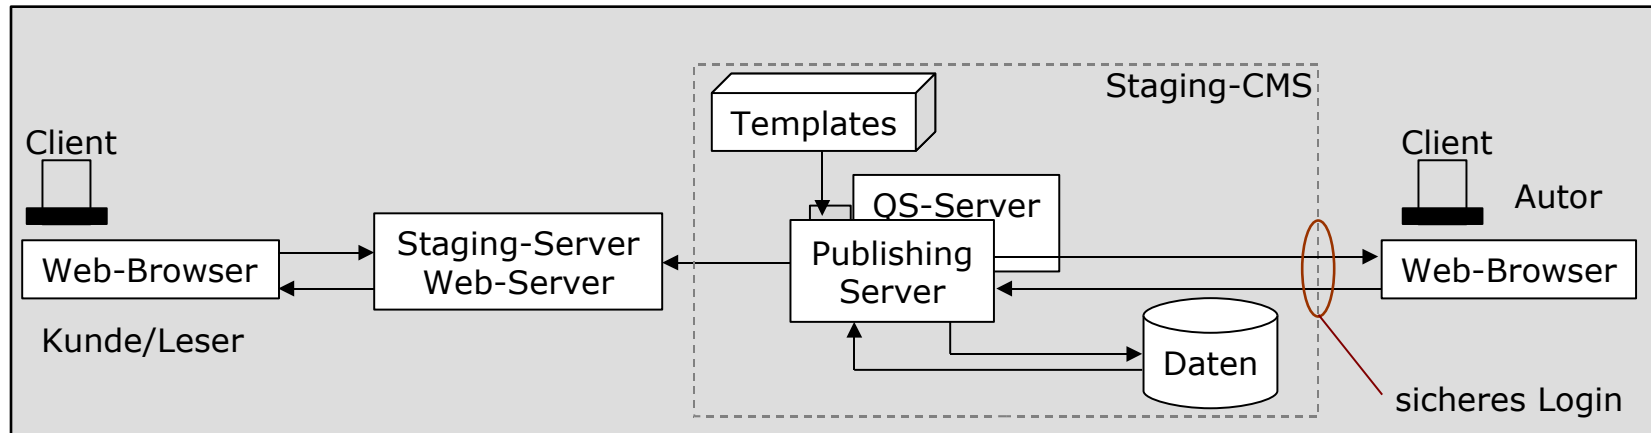 Staging-CMS
Templates
Client
Client
QS-Server
Autor
Staging-Server
Web-Server
Publishing
Server
Web-Browser
Web-Browser
Kunde/Leser
Daten
sicheres Login